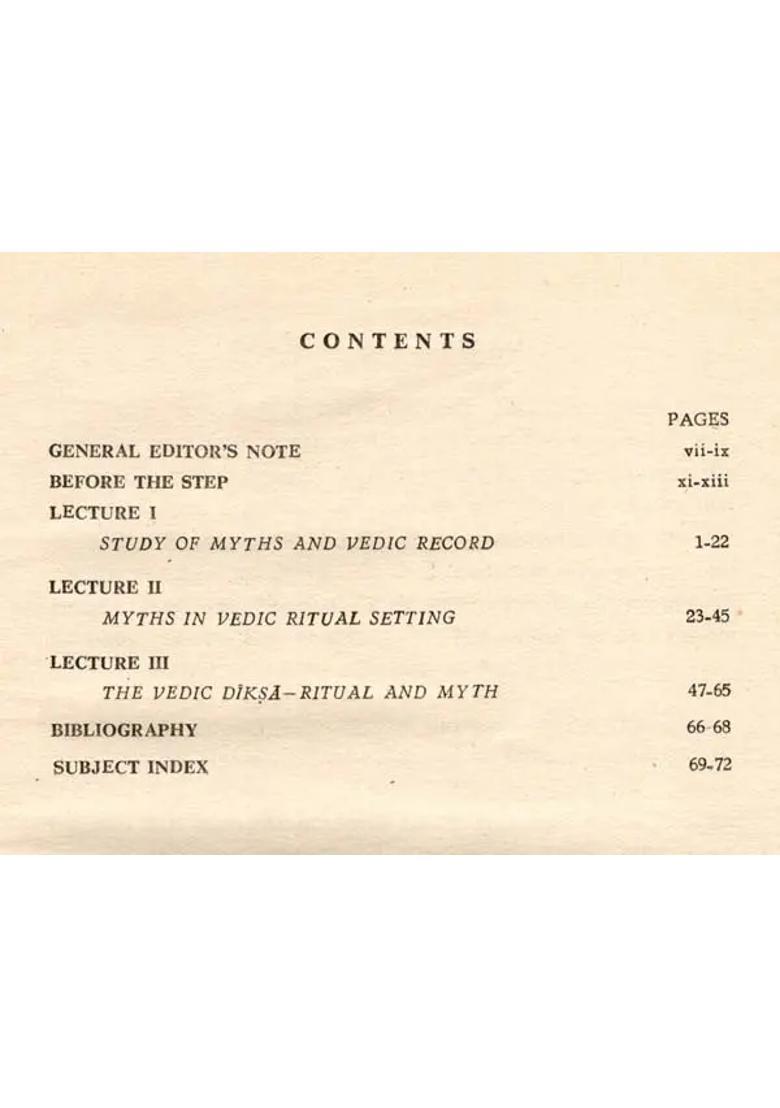 CONTENTS
PAGES
GENERAL EDITOR'S NOTE vii-ix
BEFORE THE STEP xi-xiii
LECTURE I
STUDY OF MYTHS AND VEDIC RECORD 1-22
LECTURE II
MYTHS IN VEDIC RITUAL SETTING 23-45
LECTURE III
THE VEDIC DĪKṢĀ—RITUAL AND MYTH 47-65
BIBLIOGRAPHY 66-68
SUBJECT INDEX 69-72